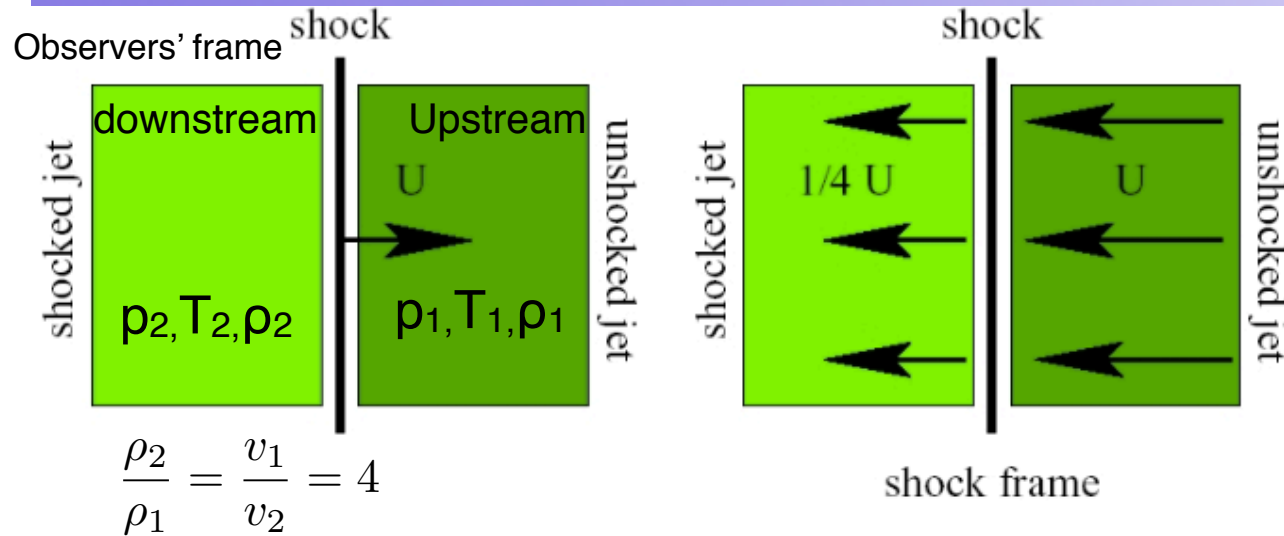 Observers' frame
shock
downstream
Upstream
shocked jet
U
unshocked jet
p₂,T₂,ρ₂
p₁,T₁,ρ₁
ρ₂/ρ₁ = v₁/v₂ = 4
shock
shocked jet
1/4 U
U
unshocked jet
shock frame